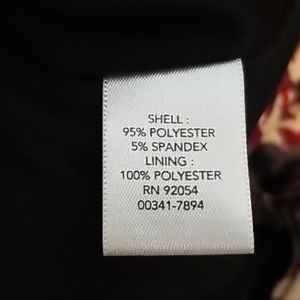 SHELL :
95% POLYESTER
5% SPANDEX
LINING :
100% POLYESTER
RN 92054
00341-7894